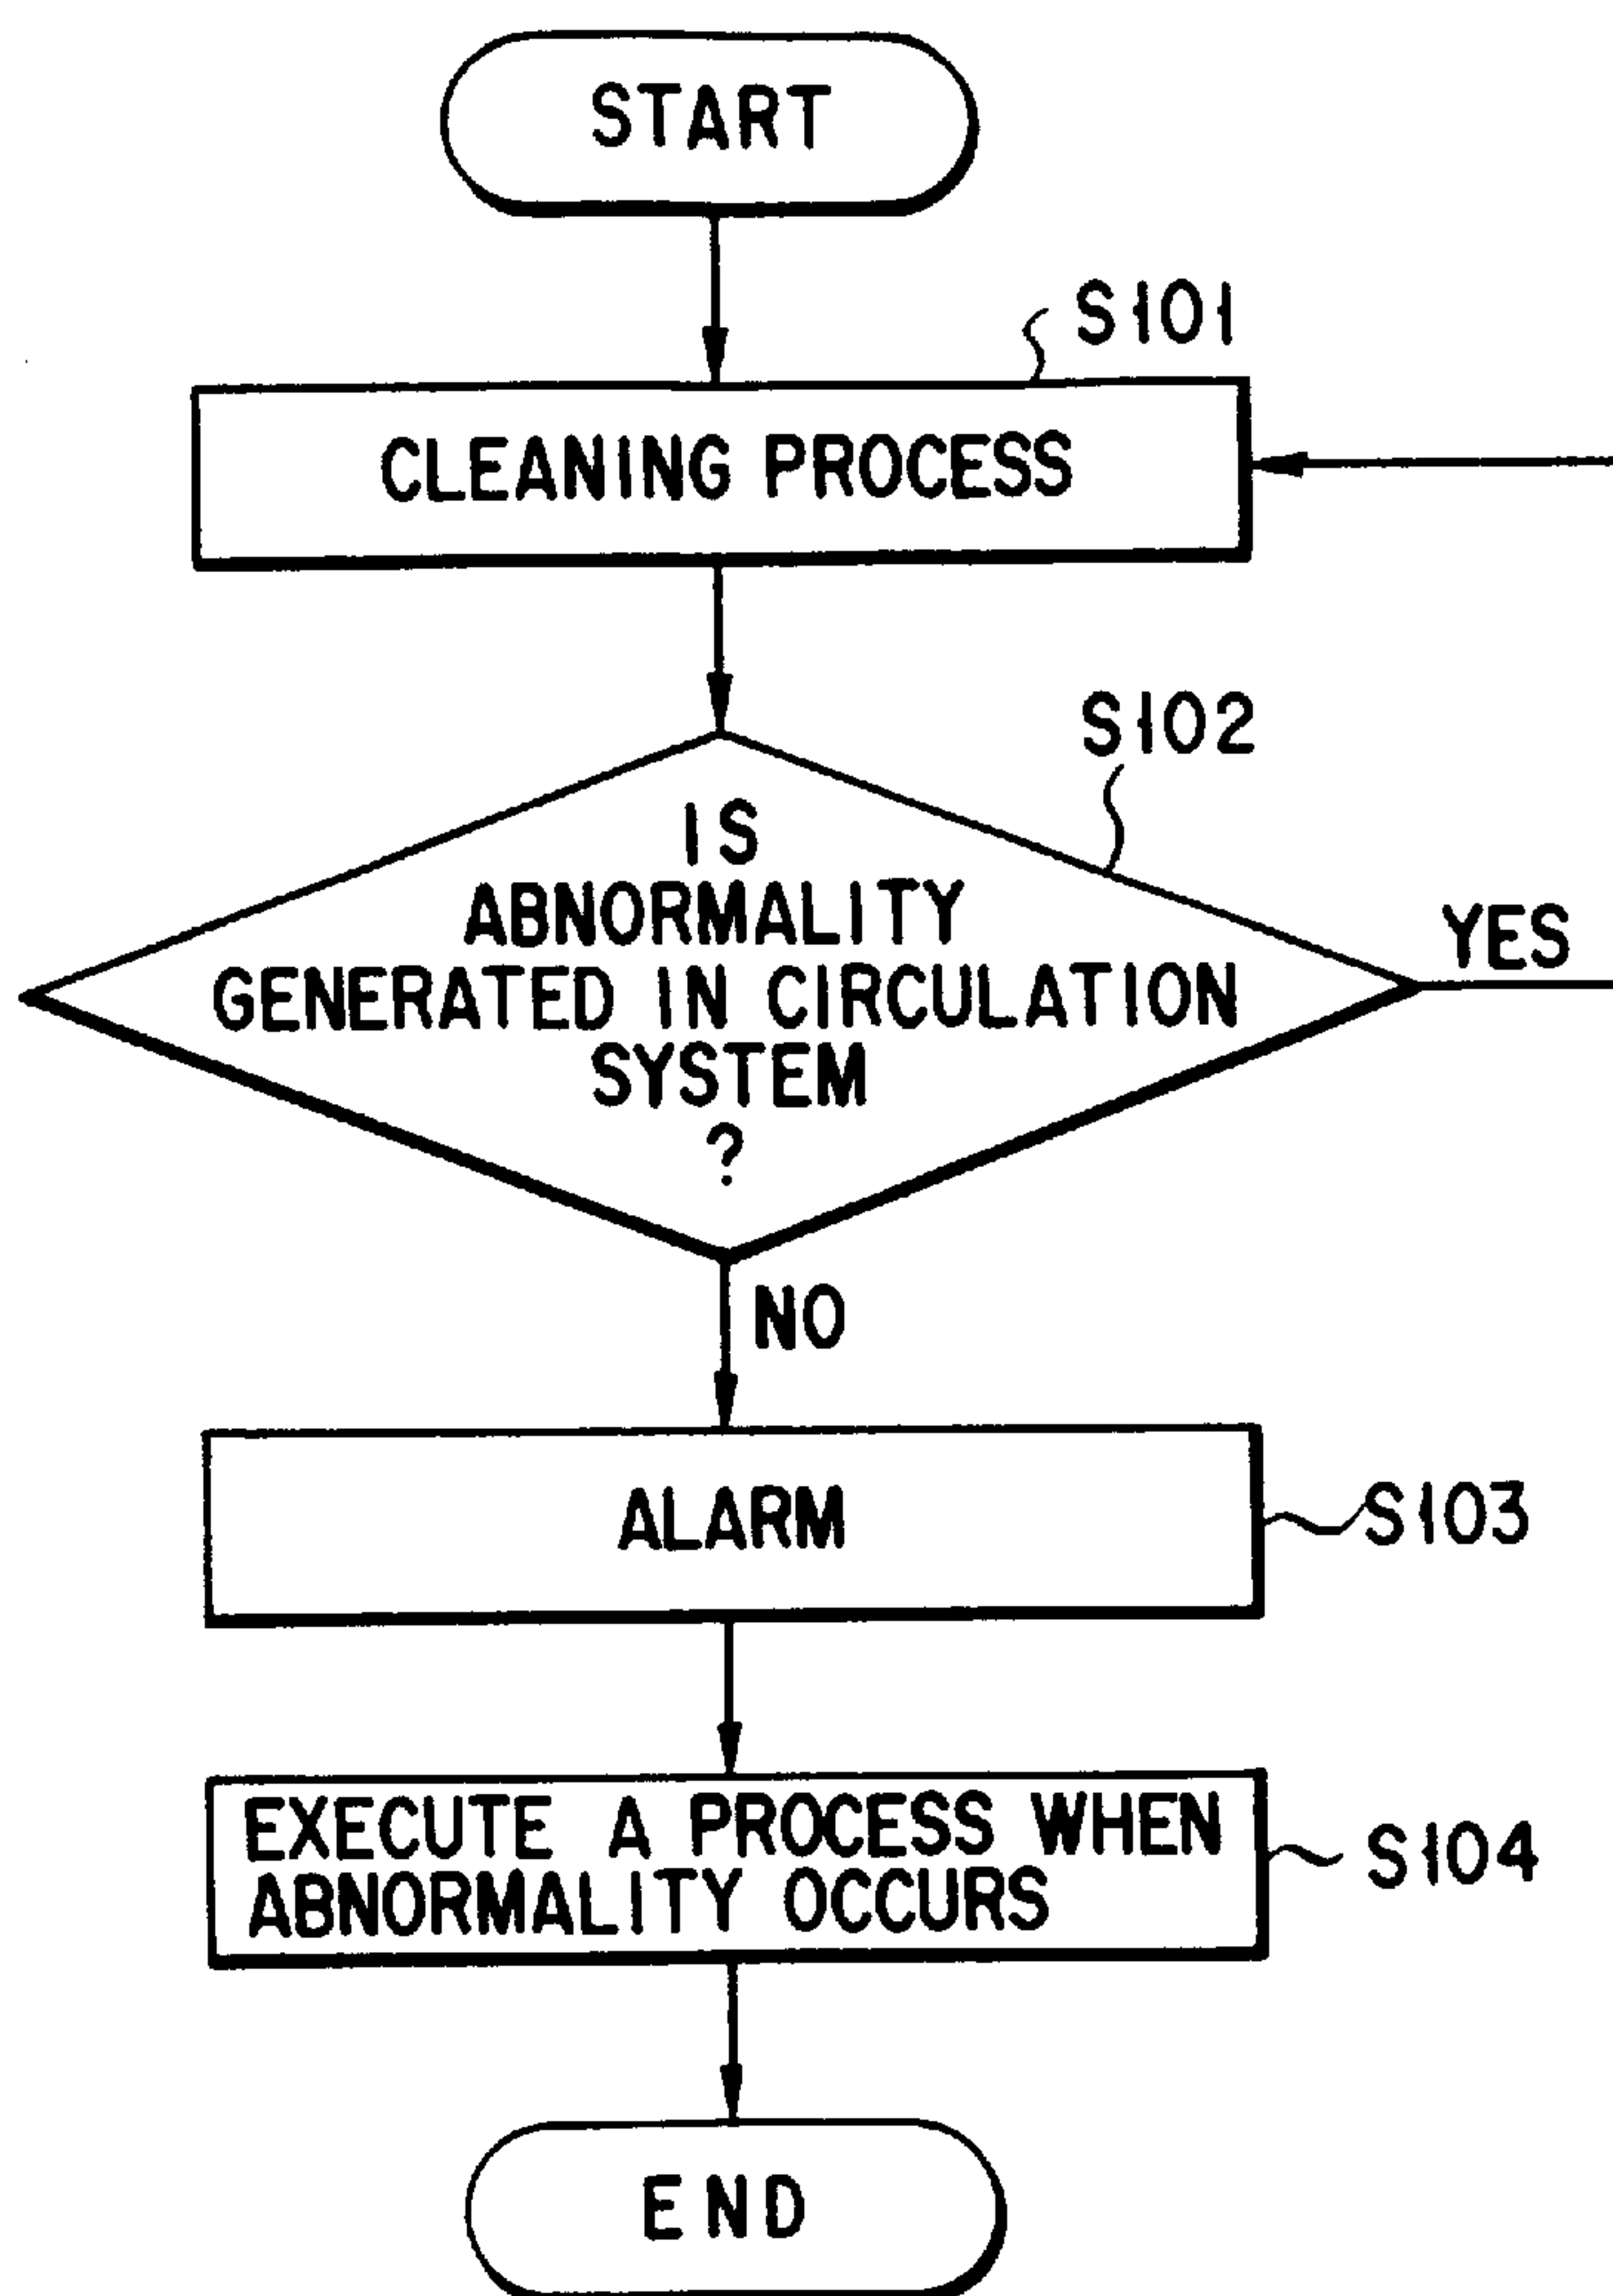 START
S101
CLEANING PROCESS
S102
IS
ABNORMALITY
GENERATED IN CIRCULATION
SYSTEM
?
YES
NO
ALARM
S103
EXECUTE A PROCESS WHEN
ABNORMALITY OCCURS
S104
END